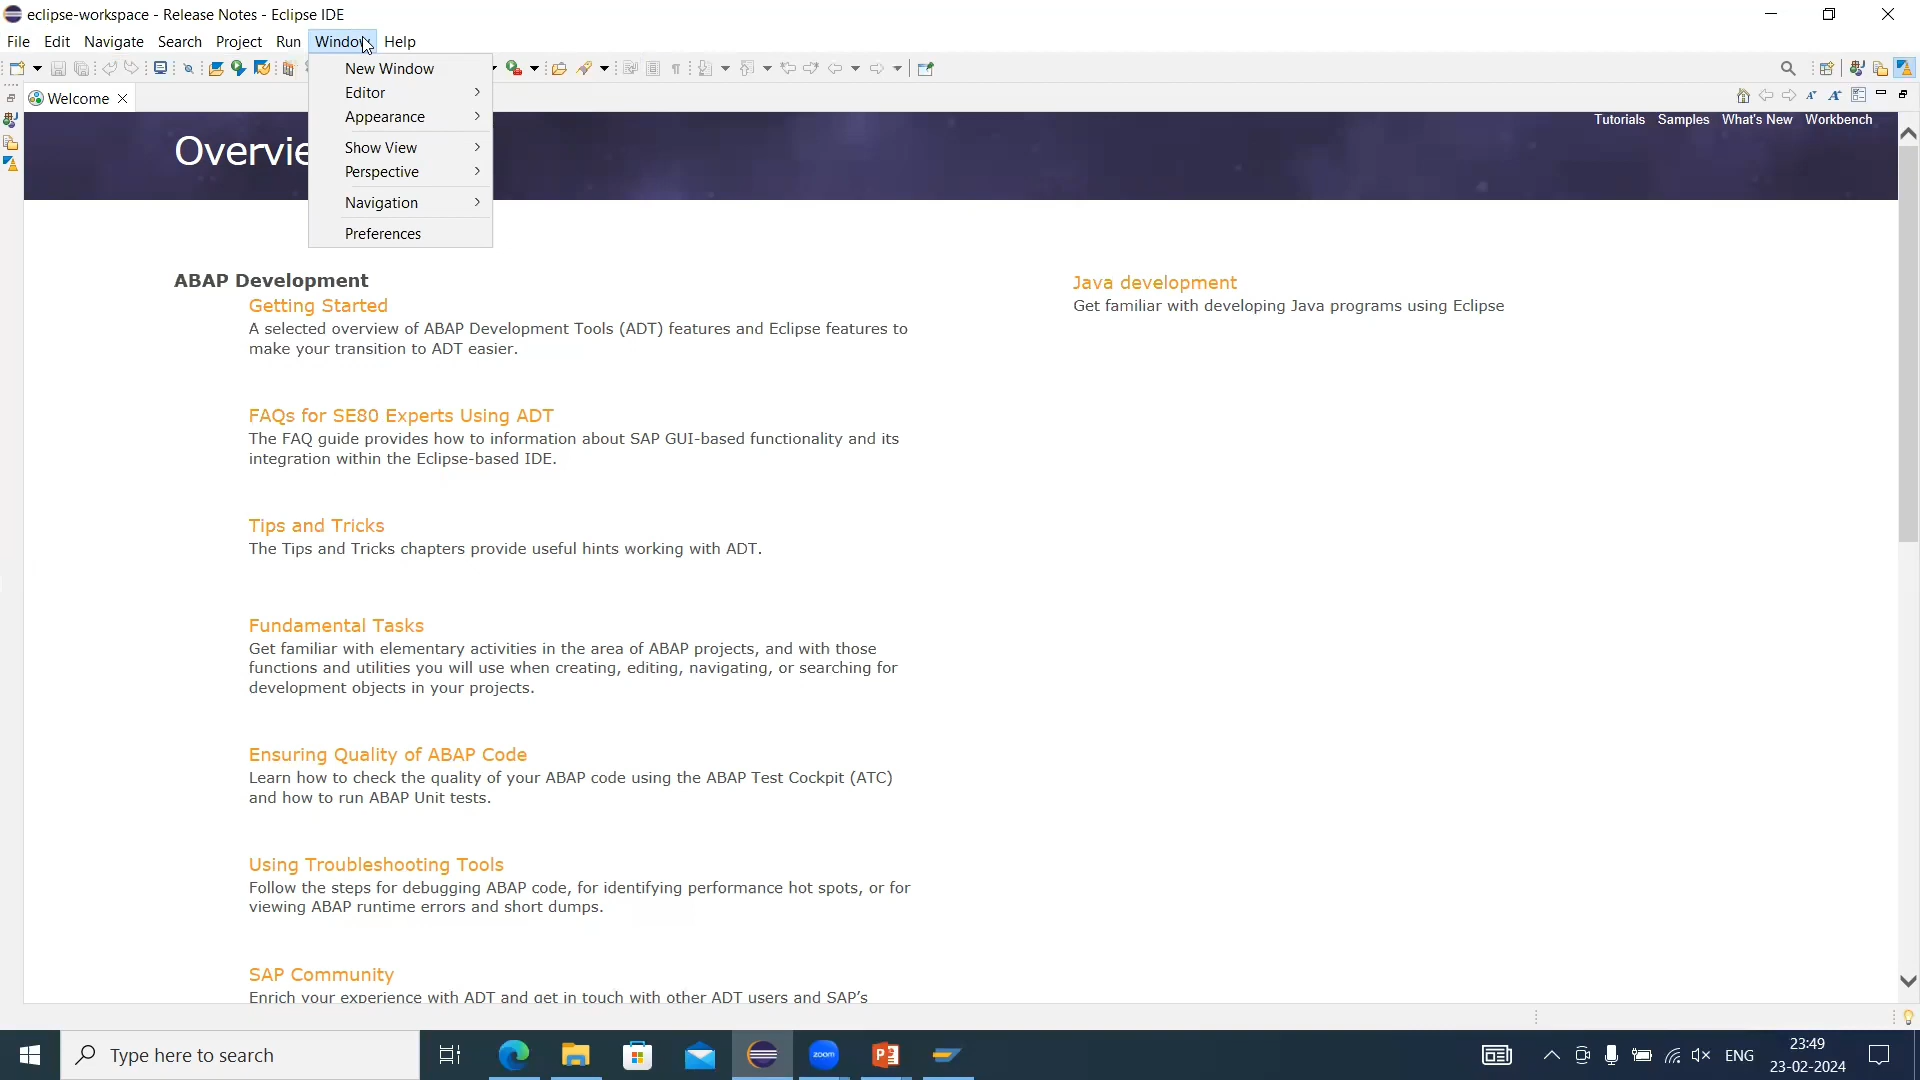 eclipse-workspace - Release Notes - Eclipse IDE
File Edit Navigate Search Project Run Window Help
New Window
Editor
Appearance
Show View
Perspective
Navigation
Preferences
Welcome
Tutorials Samples What's New Workbench
Overvie
ABAP Development
Getting Started
A selected overview of ABAP Development Tools (ADT) features and Eclipse features to
make your transition to ADT easier.
FAQs for SE80 Experts Using ADT
The FAQ guide provides how to information about SAP GUI-based functionality and its
integration within the Eclipse-based IDE.
Tips and Tricks
The Tips and Tricks chapters provide useful hints working with ADT.
Fundamental Tasks
Get familiar with elementary activities in the area of ABAP projects, and with those
functions and utilities you will use when creating, editing, navigating, or searching for
development objects in your projects.
Ensuring Quality of ABAP Code
Learn how to check the quality of your ABAP code using the ABAP Test Cockpit (ATC)
and how to run ABAP Unit tests.
Using Troubleshooting Tools
Follow the steps for debugging ABAP code, for identifying performance hot spots, or for
viewing ABAP runtime errors and short dumps.
SAP Community
Enrich your experience with ADT and get in touch with other ADT users and SAP's
Java development
Get familiar with developing Java programs using Eclipse
Type here to search
zoom
ENG
23:49
23-02-2024